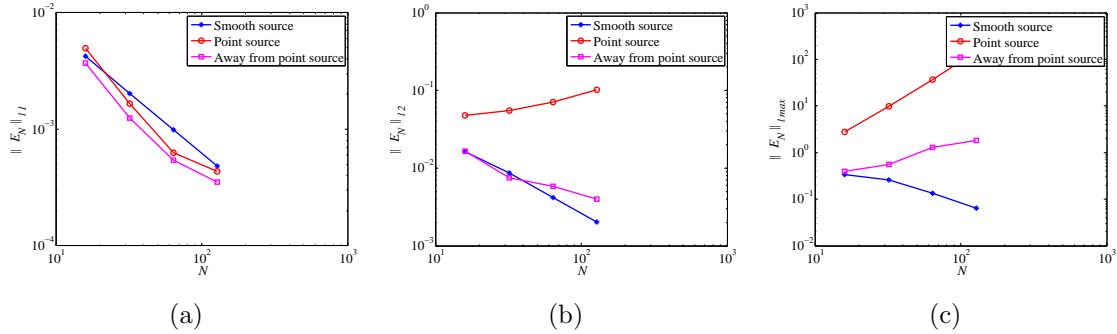 10^-2
10^-3
10^-4
|| E_N ||_l1
Smooth source
Point source
Away from point source
10^1
10^2
10^3
N
(a)
10^0
10^-1
10^-2
10^-3
|| E_N ||_l2
Smooth source
Point source
Away from point source
10^1
10^2
10^3
N
(b)
10^3
10^2
10^1
10^0
10^-1
10^-2
|| E_N ||_lmax
Smooth source
Point source
Away from point source
10^1
10^2
10^3
N
(c)